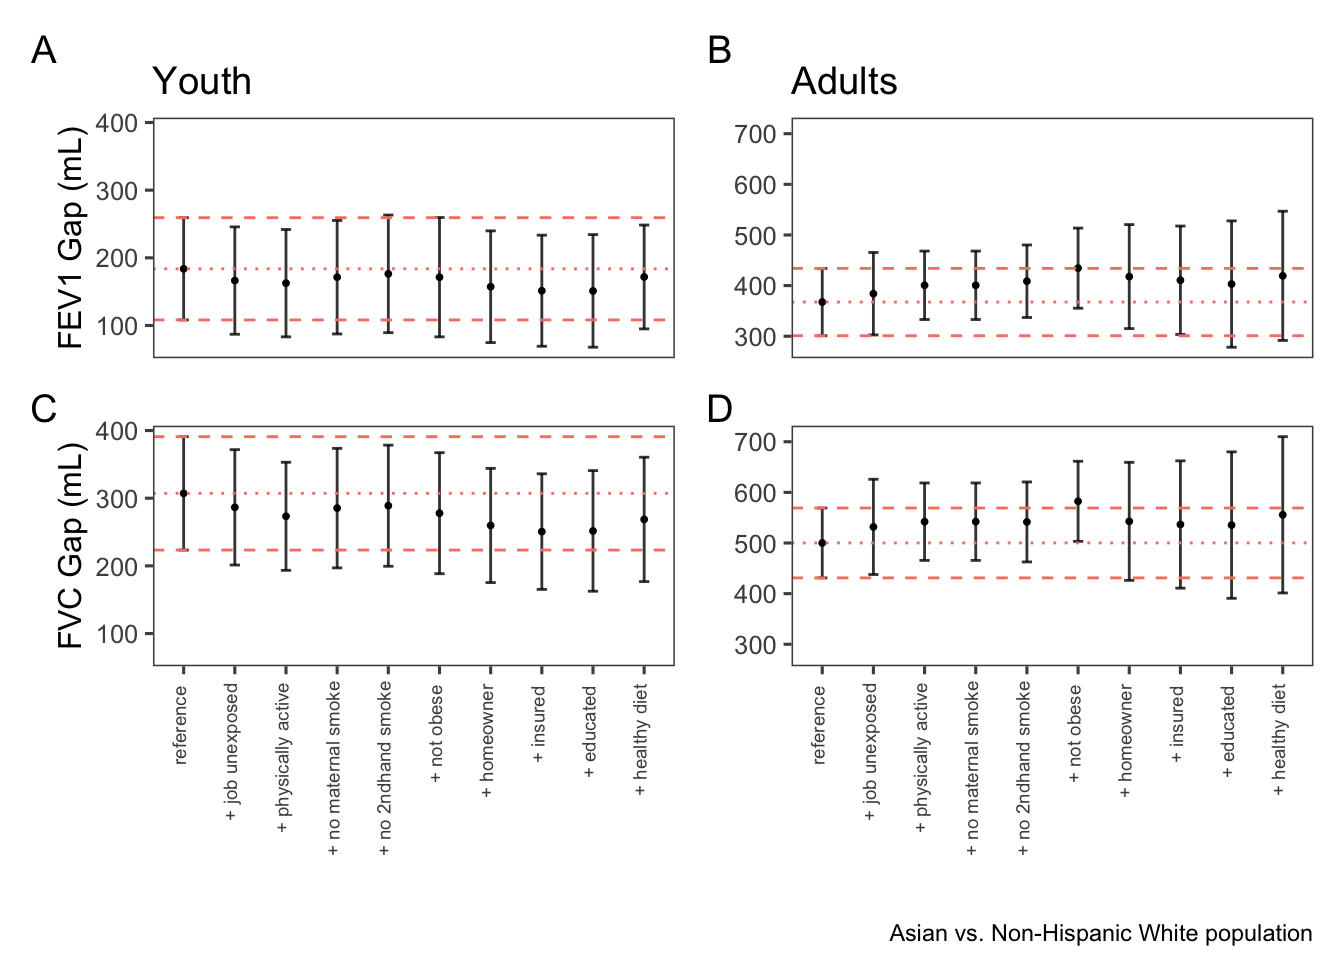 A
Youth
B
Adults
FEV1 Gap (mL)
400
300
200
100
700
600
500
400
300
C
FVC Gap (mL)
400
300
200
100
D
700
600
500
400
300
reference
+ job unexposed
+ physically active
+ no maternal smoke
+ no 2ndhand smoke
+ not obese
+ homeowner
+ insured
+ educated
+ healthy diet
reference
+ job unexposed
+ physically active
+ no maternal smoke
+ no 2ndhand smoke
+ not obese
+ homeowner
+ insured
+ educated
+ healthy diet
Asian vs. Non-Hispanic White population